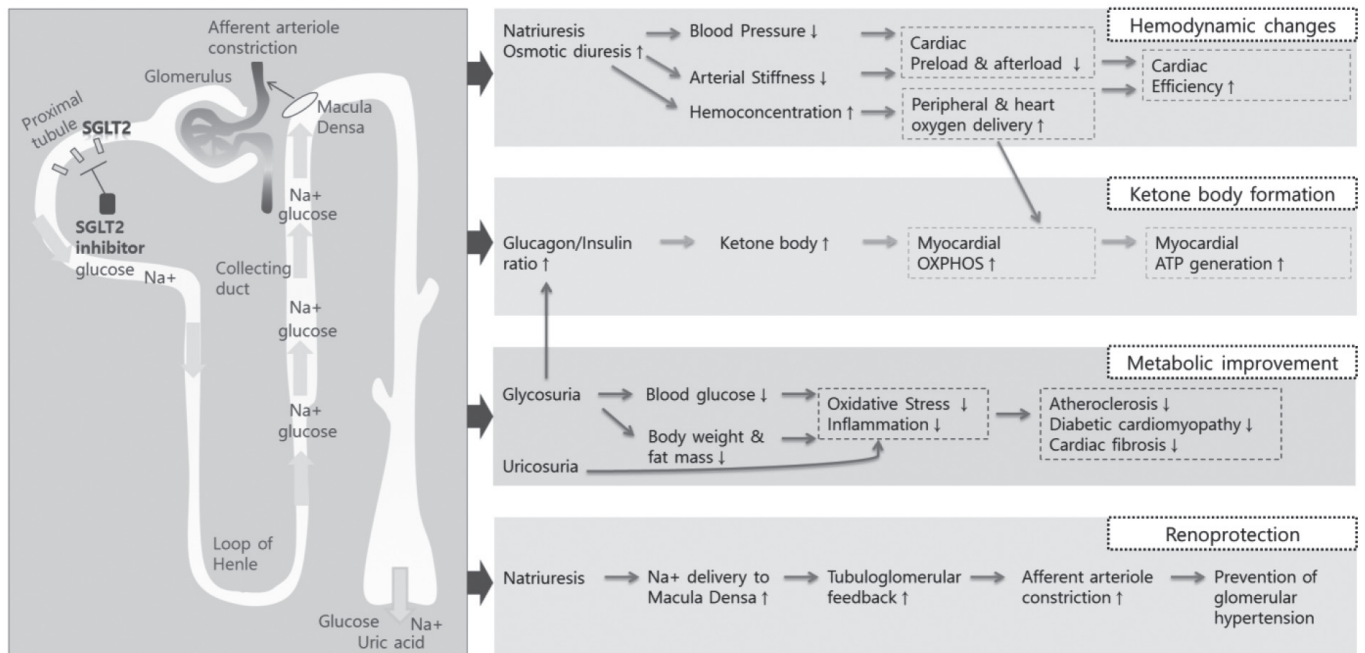 Afferent arteriole
constriction
Glomerulus
Proximal
tubule
SGLT2
Macula
Densa
SGLT2
inhibitor
glucose
Na+
Collecting
duct
Na+
glucose
Na+
glucose
Na+
glucose
Loop of
Henle
Glucose
Na+
Uric acid
Hemodynamic changes
Natriuresis
Osmotic diuresis ↑
Blood Pressure ↓
Arterial Stiffness ↓
Hemoconcentration ↑
Cardiac
Preload & afterload ↓
Peripheral & heart
oxygen delivery ↑
Cardiac
Efficiency ↑
Ketone body formation
Glucagon/Insulin
ratio ↑
Ketone body ↑
Myocardial
OXPHOS ↑
Myocardial
ATP generation ↑
Metabolic improvement
Glycosuria
Uricosuria
Blood glucose ↓
Body weight &
fat mass ↓
Oxidative Stress ↓
Inflammation ↓
Atheroclerosis ↓
Diabetic cardiomyopathy ↓
Cardiac fibrosis ↓
Renoprotection
Natriuresis
Na+ delivery to
Macula Densa ↑
Tubuloglomerular
feedback ↑
Afferent arteriole
constriction ↑
Prevention of
glomerular
hypertension